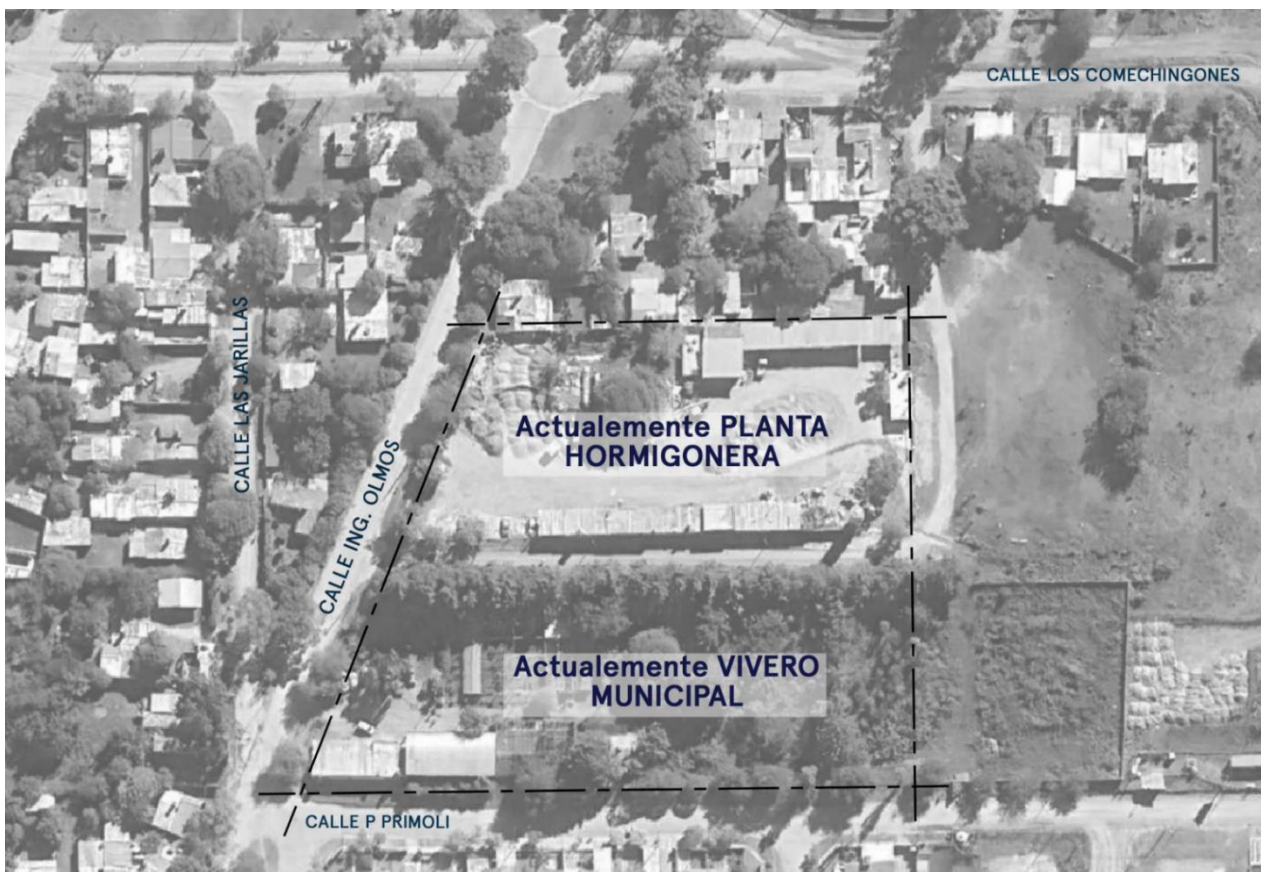 CALLE LOS COMECHINGONES
CALLE LAS JARILLAS
CALLE ING. OLMOS
Actualemente PLANTA
HORMIGONERA
Actualemente VIVERO
MUNICIPAL
CALLE P PRIMOLI